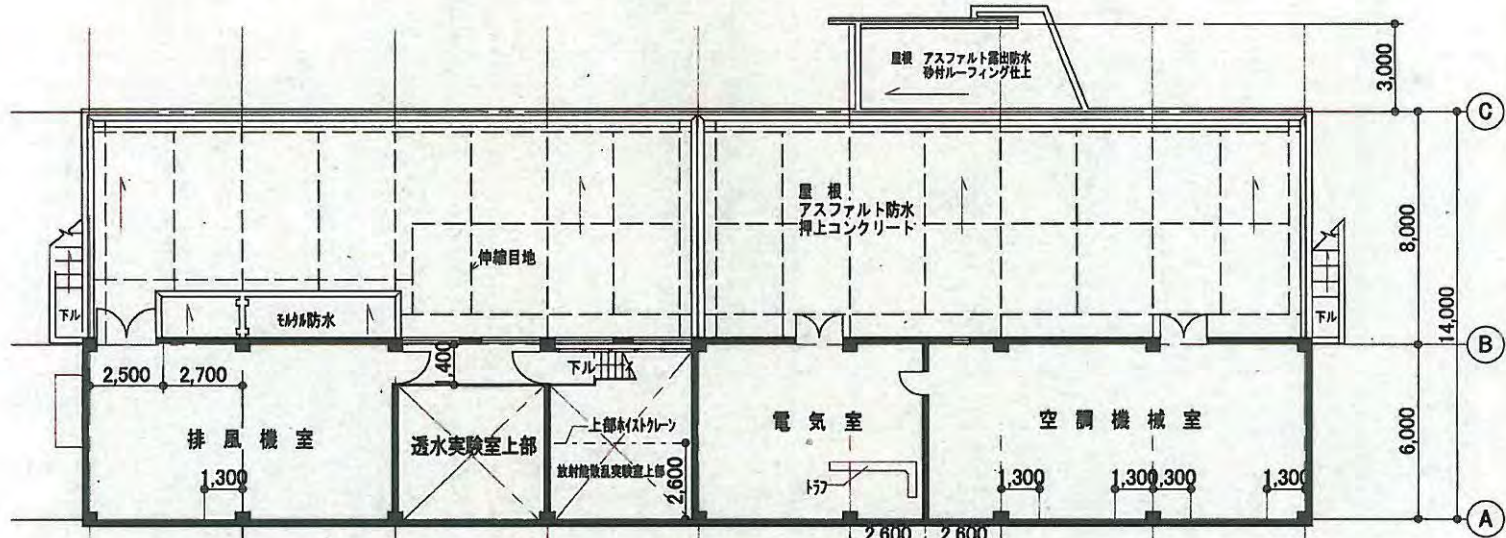 屋根 アスファルト露出防水
砂付ルーフィング仕上
3,000
C
屋 根
アスファルト防水
押エコンクリート
伸縮目地
8,000
14,000
下ル
モルタル防水
下ル
B
2,500
2,700
1,400
下ル
排 風 機 室
透水実験室上部
上部ホイストクレーン
放射能散乱実験室上部
電 気 室
空 調 機 械 室
6,000
トラフ
1,300
2,600
1,300
1,300
1,300
1,300
2,600
2,600
A